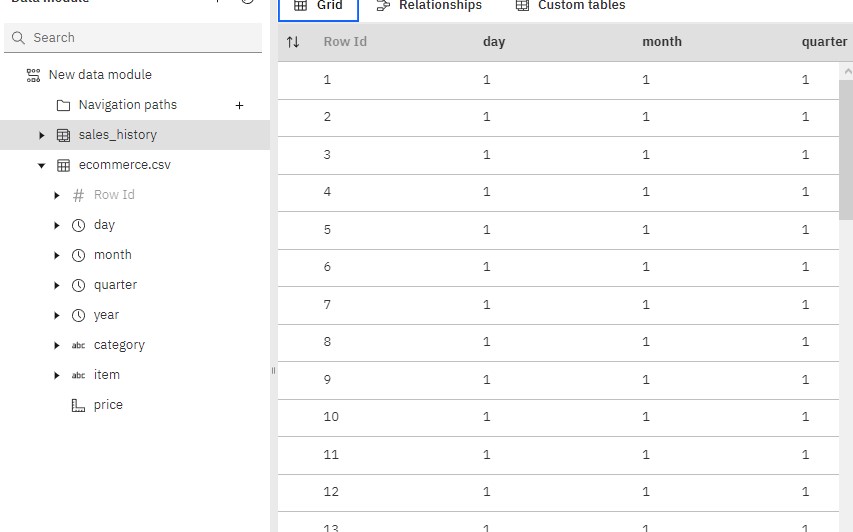 Data module
Grid Relationships Custom tables
Search
New data module
Navigation paths +
sales_history
ecommerce.csv
# Row Id
day
month
quarter
year
abc category
abc item
price
Row Id day month quarter
1 1 1 1
2 1 1 1
3 1 1 1
4 1 1 1
5 1 1 1
6 1 1 1
7 1 1 1
8 1 1 1
9 1 1 1
10 1 1 1
11 1 1 1
12 1 1 1
13 1 1 1